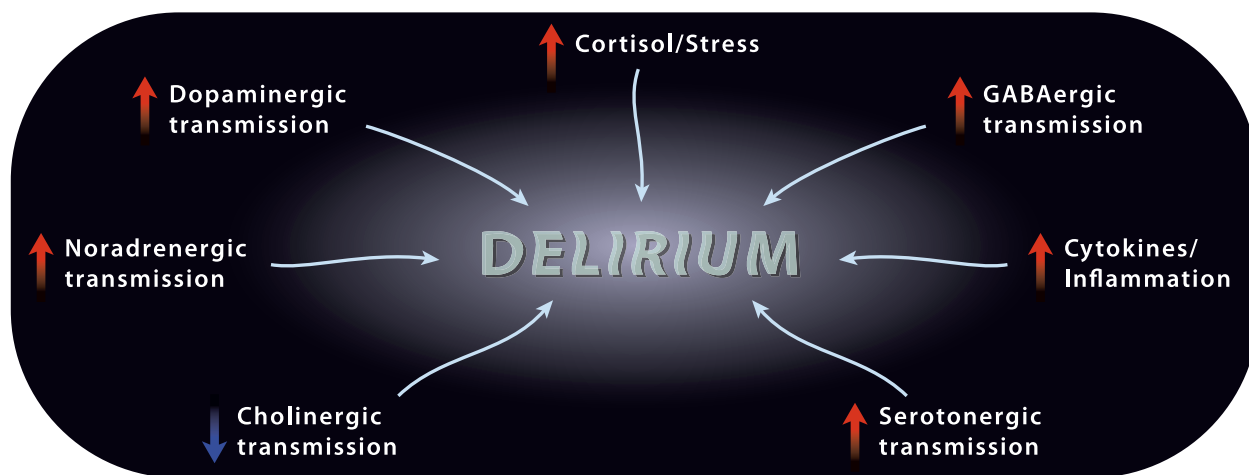 Cortisol/Stress
Dopaminergic
transmission
GABAergic
transmission
Noradrenergic
transmission
DELIRIUM
Cytokines/
Inflammation
Cholinergic
transmission
Serotonergic
transmission